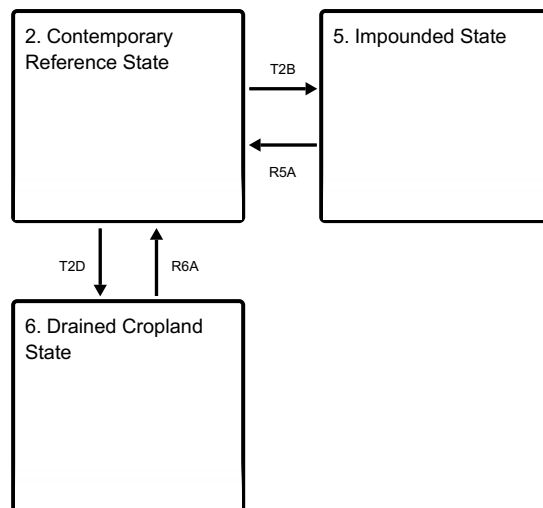 2. Contemporary
Reference State
5. Impounded State
T2B
R5A
T2D
R6A
6. Drained Cropland
State